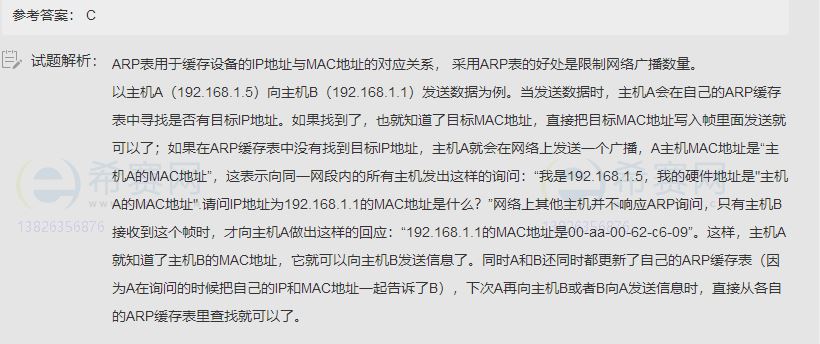 参考答案： C
试题解析： ARP表用于缓存设备的IP地址与MAC地址的对应关系， 采用ARP表的好处是限制网络广播数量。
以主机A（192.168.1.5）向主机B（192.168.1.1）发送数据为例。当发送数据时，主机A会在自己的ARP缓存
表中寻找是否有目标IP地址。如果找到了，也就知道了目标MAC地址，直接把目标MAC地址写入帧里面发送就
可以了；如果在ARP缓存表中没有找到目标IP地址，主机A就会在网络上发送一个广播，A主机MAC地址是“主
机A的MAC地址”，这表示向同一网段内的所有主机发出这样的询问：“我是192.168.1.5，我的硬件地址是"主机
A的MAC地址".请问IP地址为192.168.1.1的MAC地址是什么？”网络上其他主机并不响应ARP询问，只有主机B
接收到这个帧时，才向主机A做出这样的回应：“192.168.1.1的MAC地址是00-aa-00-62-c6-09”。这样，主机A
就知道了主机B的MAC地址，它就可以向主机B发送信息了。同时A和B还同时都更新了自己的ARP缓存表（因
为A在询问的时候把自己的IP和MAC地址一起告诉了B），下次A再向主机B或者B向A发送信息时，直接从各自
的ARP缓存表里查找就可以了。
希赛网
13826356876
希赛网
13826356876